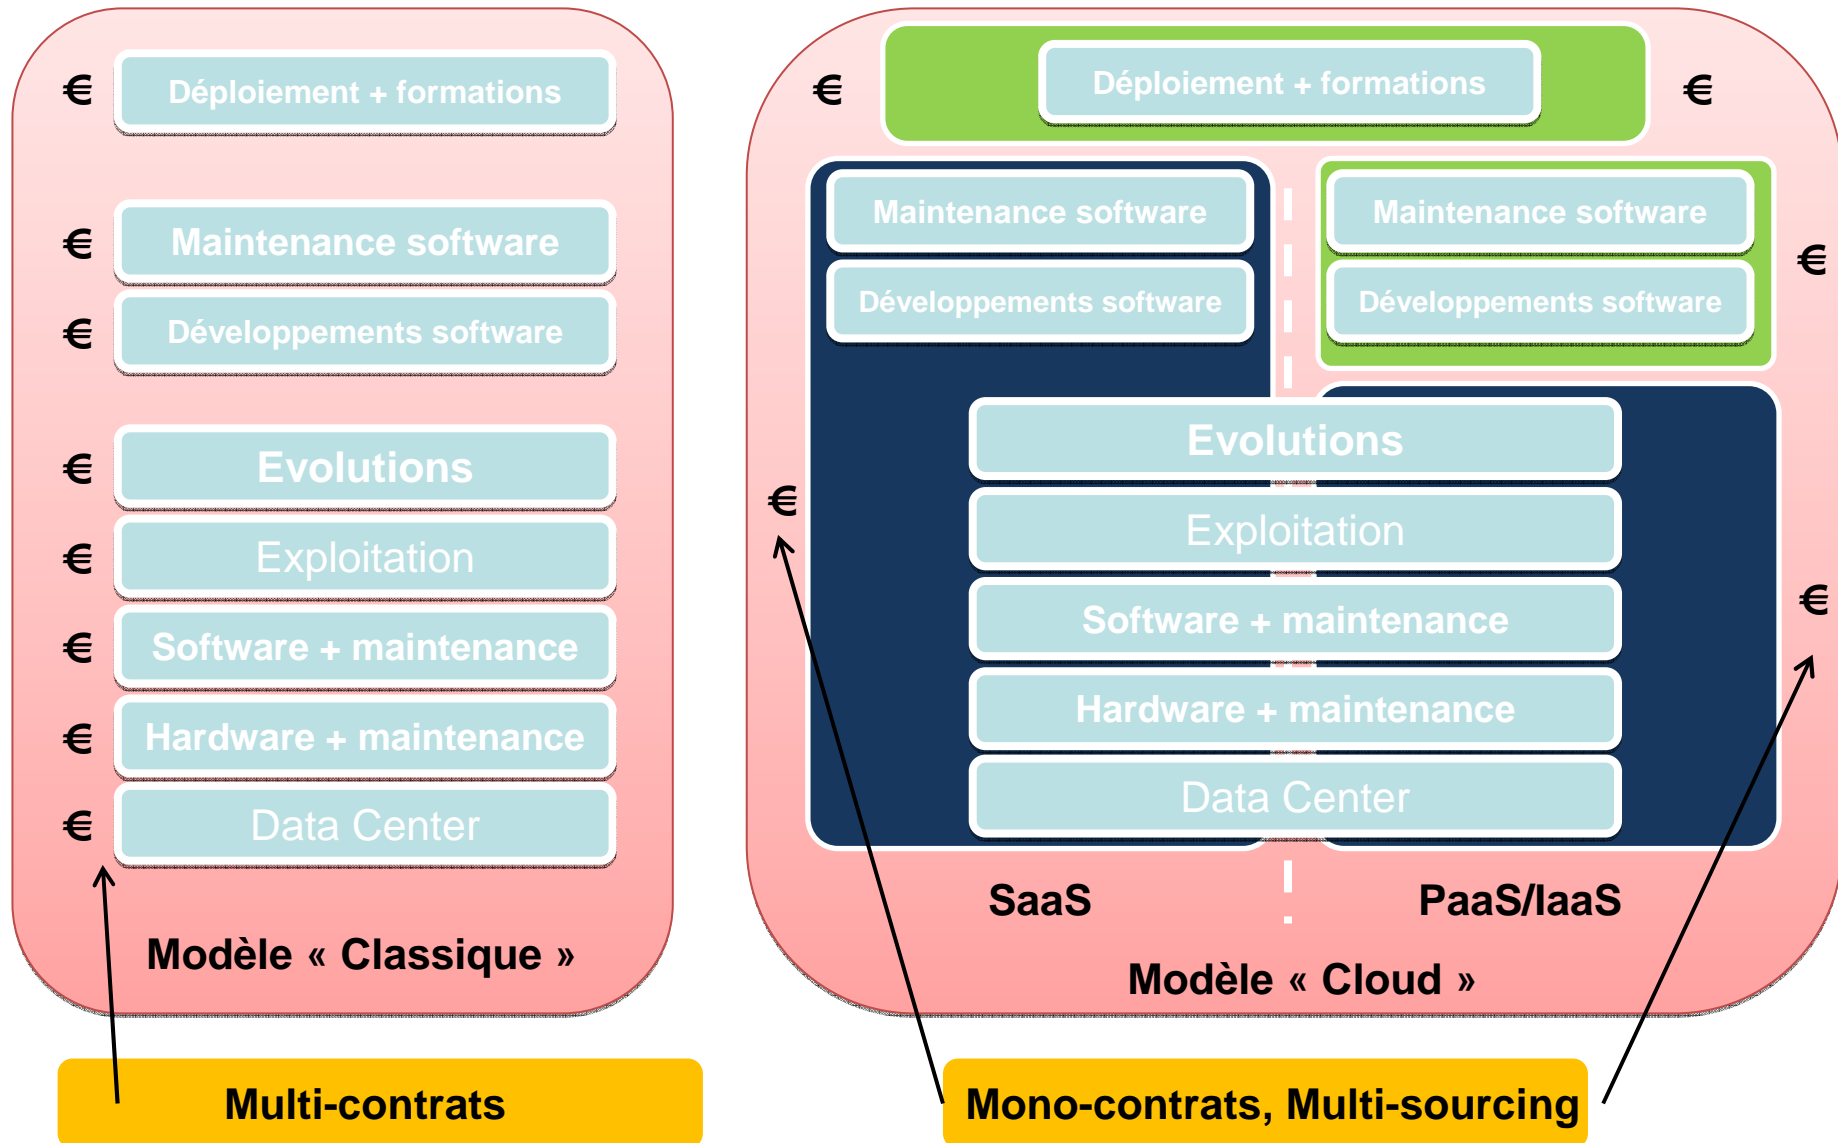 € Déploiement + formations
€ Maintenance software
€ Développements software
€ Evolutions
€ Exploitation
€ Software + maintenance
€ Hardware + maintenance
€ Data Center
Modèle « Classique »
Multi-contrats
€ Déploiement + formations €
Maintenance software
Développements software
Maintenance software
Développements software
€
Evolutions
€
Exploitation
Software + maintenance
€
Hardware + maintenance
Data Center
SaaS
PaaS/IaaS
Modèle « Cloud »
Mono-contrats, Multi-sourcing